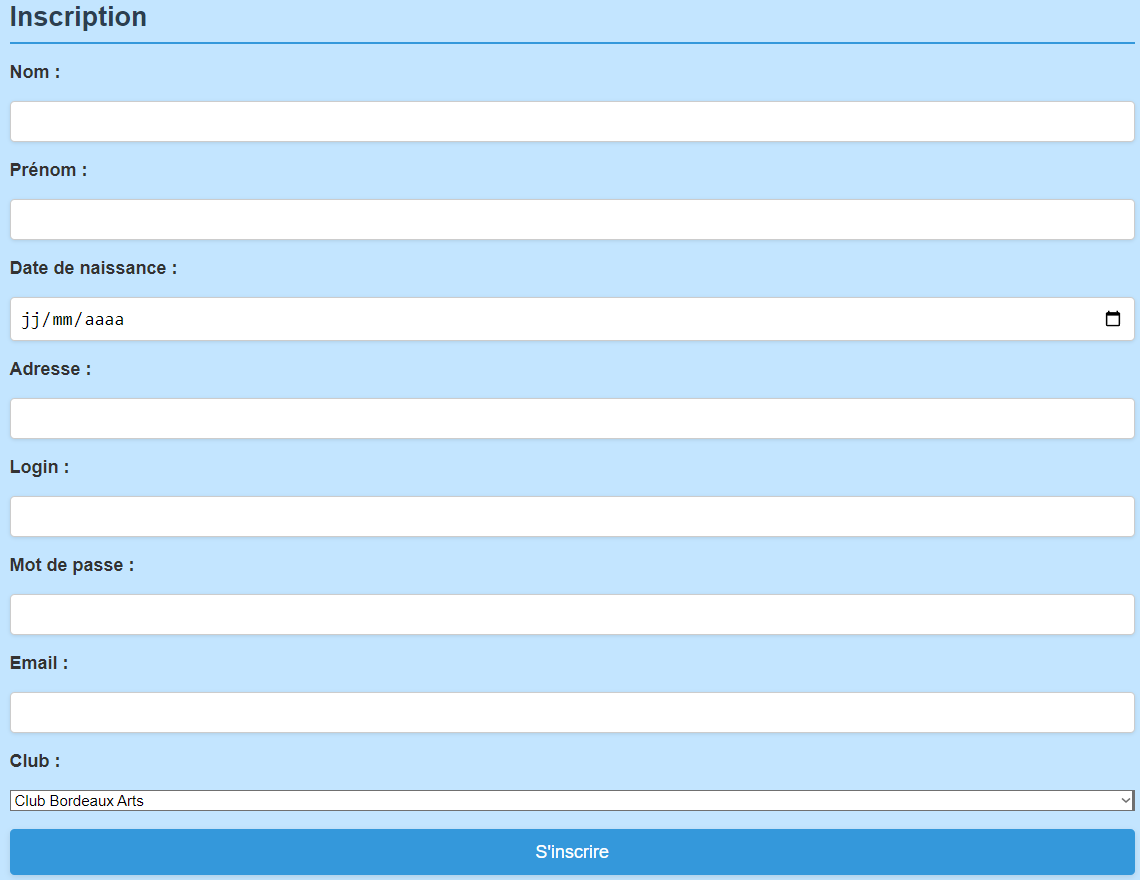 Inscription
Nom :
Prénom :
Date de naissance :
jj/mm/aaaa
Adresse :
Login :
Mot de passe :
Email :
Club :
Club Bordeaux Arts
S'inscrire